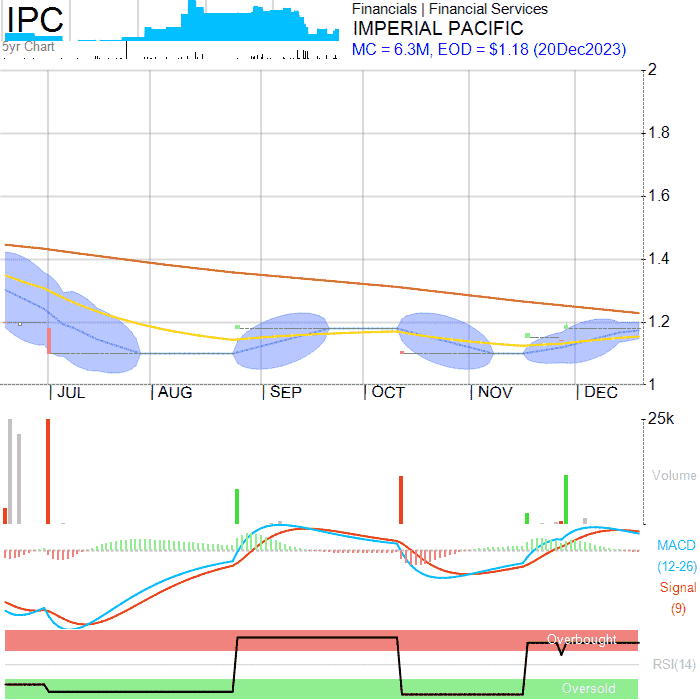 IPC
5yr Chart
Financials | Financial Services
IMPERIAL PACIFIC
MC = 6.3M, EOD = $1.18 (20Dec2023)
2
1.8
1.6
1.4
1.2
1
| JUL | AUG | SEP | OCT | NOV | DEC
25k
Volume
MACD
(12-26)
Signal
(9)
Overbought
RSI(14)
Oversold